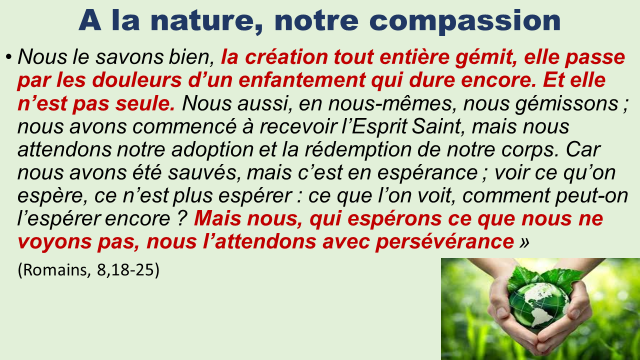 A la nature, notre compassion
• Nous le savons bien, la création tout entière gémit, elle passe
par les douleurs d’un enfantement qui dure encore. Et elle
n’est pas seule. Nous aussi, en nous-mêmes, nous gémissons ;
nous avons commencé à recevoir l’Esprit Saint, mais nous
attendons notre adoption et la rédemption de notre corps. Car
nous avons été sauvés, mais c’est en espérance ; voir ce qu’on
espère, ce n’est plus espérer : ce que l’on voit, comment peut-on
l’espérer encore ? Mais nous, qui espérons ce que nous ne
voyons pas, nous l’attendons avec persévérance »
(Romains, 8,18-25)